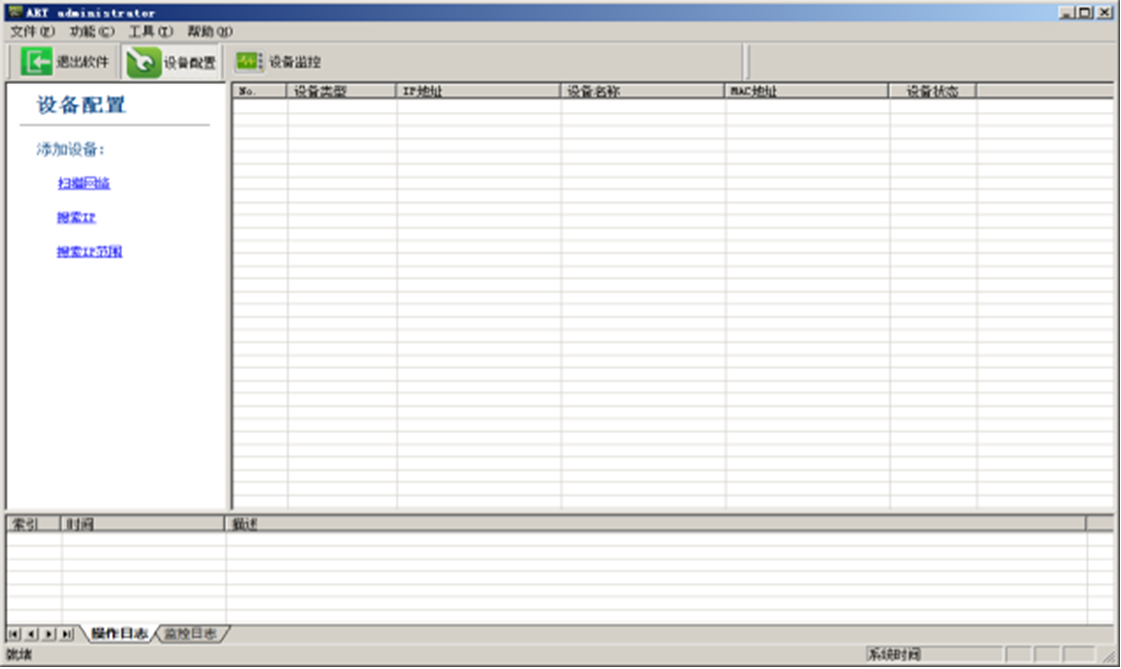 ART administrator
文件(F) 功能(C) 工具(T) 帮助(H)
退出软件 设备配置 设备监控
设备配置
添加设备:
扫描网络
搜索IP
搜索IP范围
No. 设备类型 IP地址 设备名称 MAC地址 设备状态
索引 时间 描述
操作日志 监控日志
就绪 系统时间